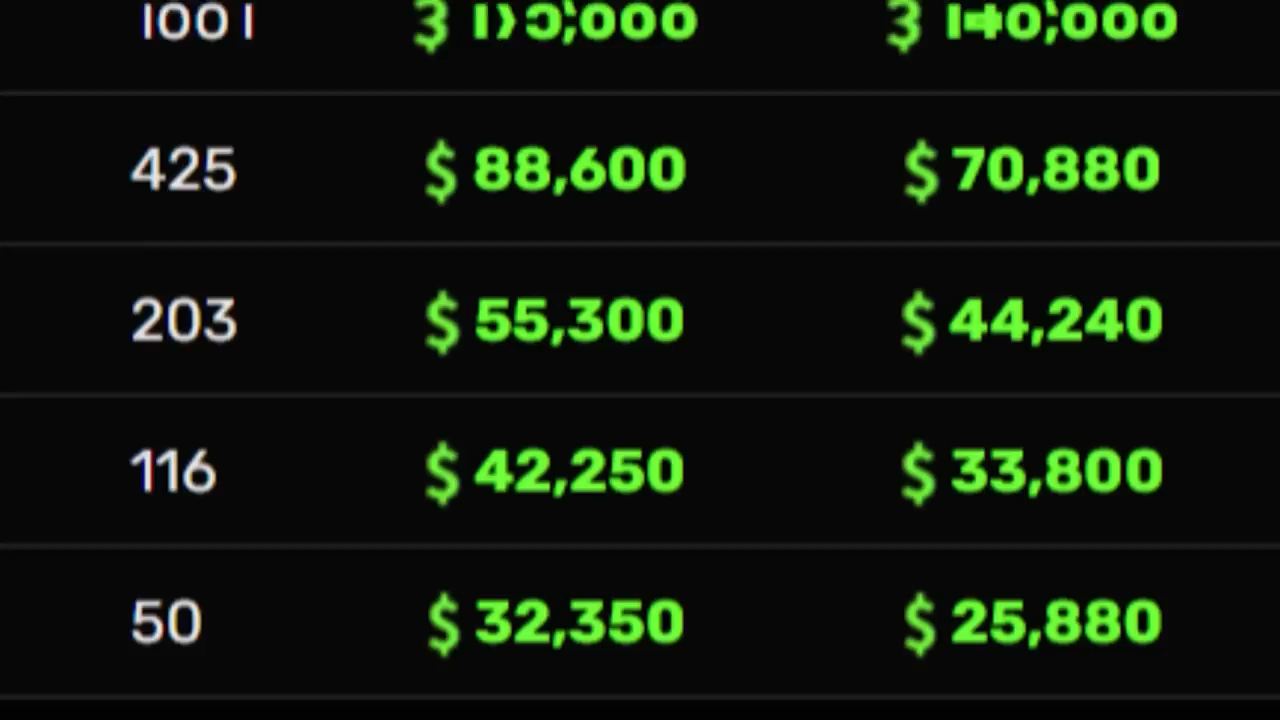 425 $ 88,600 $ 70,880
203 $ 55,300 $ 44,240
116 $ 42,250 $ 33,800
50 $ 32,350 $ 25,880